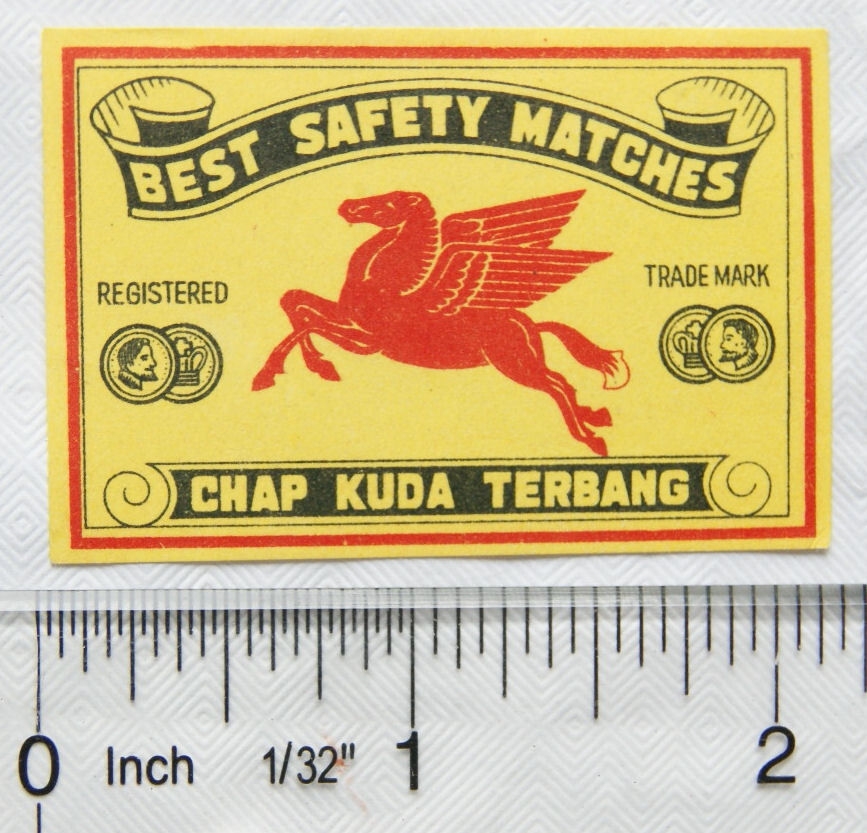 BEST SAFETY MATCHES
REGISTERED
TRADE MARK
CHAP KUDA TERBANG
0 Inch 1/32" 1 2